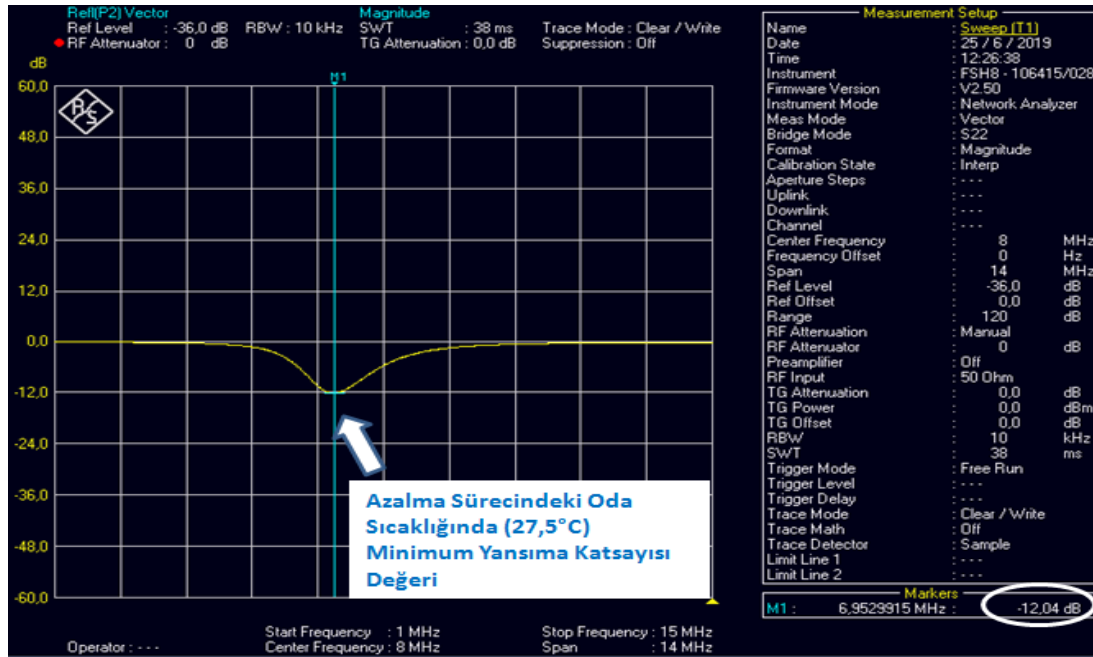 Refl(P2) Vector Magnitude
Ref Level : -36,0 dB RBW : 10 kHz SWT : 38 ms Trace Mode : Clear / Write
RF Attenuator : 0 dB TG Attenuation : 0,0 dB Suppression : Off
dB
M1
60,0
R&S
48,0
36,0
24,0
12,0
0,0
-12,0
-24,0
-36,0
-48,0
-60,0
Azalma Sürecindeki Oda
Sıcaklığında (27,5°C)
Minimum Yansıma Katsayısı
Değeri
Start Frequency : 1 MHz Stop Frequency : 15 MHz
Operator : - - - Center Frequency : 8 MHz Span : 14 MHz
Measurement Setup
Name : Sweep (T1)
Date : 25 / 6 / 2019
Time : 12:26:38
Instrument : FSH8 - 106415/028
Firmware Version : V2.50
Instrument Mode : Network Analyzer
Meas Mode : Vector
Bridge Mode : S22
Format : Magnitude
Calibration State : Interp
Aperture Steps : - - -
Uplink : - - -
Downlink : - - -
Channel : - - -
Center Frequency : 8 MHz
Frequency Offset : 0 Hz
Span : 14 MHz
Ref Level : -36,0 dB
Ref Offset : 0,0 dB
Range : 120 dB
RF Attenuation : Manual
RF Attenuator : 0 dB
Preamplifier : Off
RF Input : 50 Ohm
TG Attenuation : 0,0 dB
TG Power : 0,0 dBm
TG Offset : 0,0 dB
RBW : 10 kHz
SWT : 38 ms
Trigger Mode : Free Run
Trigger Level : - - -
Trigger Delay : - - -
Trace Mode : Clear / Write
Trace Math : Off
Trace Detector : Sample
Limit Line 1 : - - -
Limit Line 2 : - - -
Markers
M1 : 6,9529915 MHz : -12,04 dB